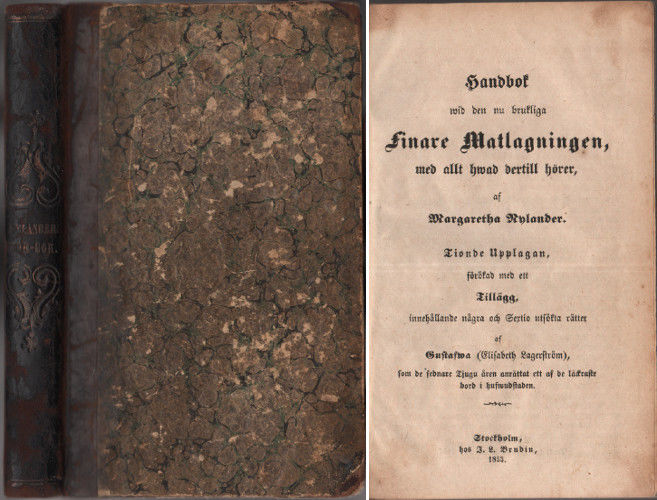 Handbok
wid den nu brukliga
Finare Matlagningen,
med allt hwad dertill hörer,
af
Margaretha Nylander.
Tionde Upplagan,
förökad med ett
Tillägg,
innehållande några och Sextio utsökta rätter
af
Gustafwa (Elisabeth Lagerström),
som de sednare Tjugu åren anrättat ett af de läckraste
bord i hufwudstaden.
Stockholm,
hos J. L. Brudin,